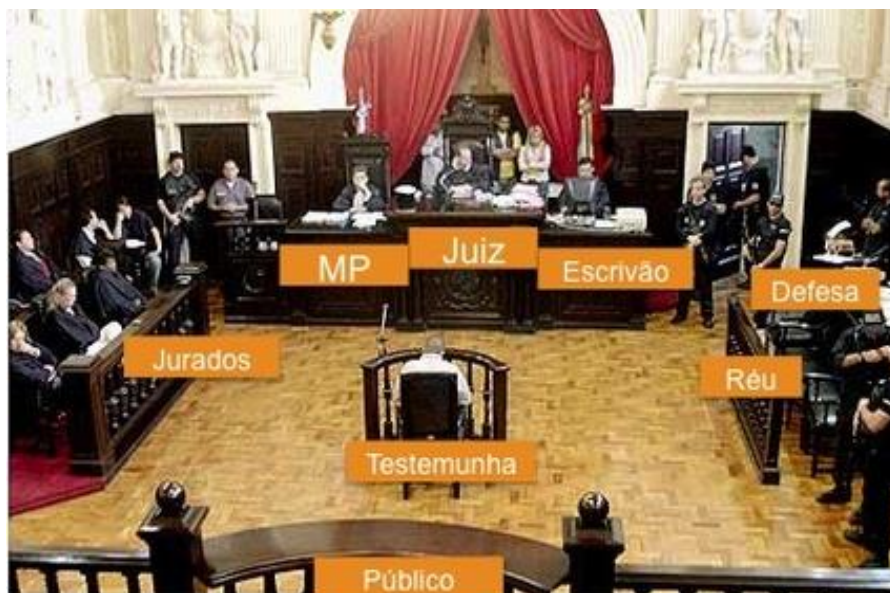 MP
Juiz
Escrivão
Defesa
Jurados
Réu
Testemunha
Público